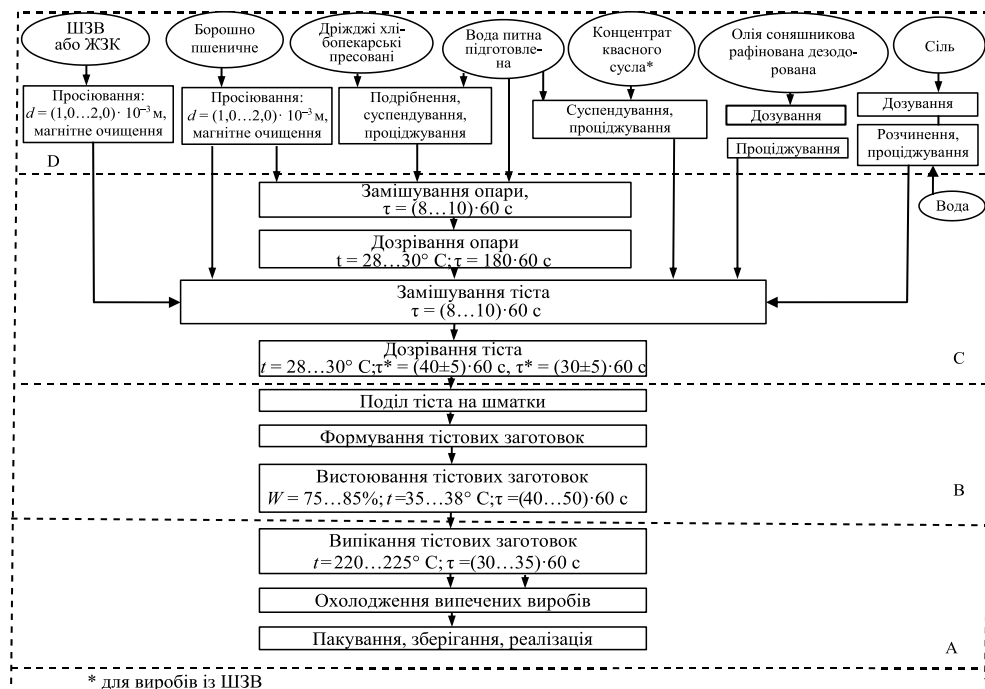 ШЗВ
або ЖЗК
Борошно
пшеничне
Дріжджі хлі-
бопекарські
пресовані
Вода питна
підготовле-
на
Концентрат
квасного
сусла*
Олія соняшникова
рафінована дезодо-
рована
Сіль
Просіювання:
d = (1,0…2,0)· 10⁻³ м,
магнітне очищення
Просіювання:
d = (1,0…2,0)· 10⁻³ м,
магнітне очищення
Подрібнення,
суспендування,
проціджування
Суспендування,
проціджування
Дозування
Проціджування
Дозування
Розчинення,
проціджування
Вода
D
Замішування опари,
τ = (8…10)·60 с
Дозрівання опари
t = 28…30° С; τ = 180·60 с
Замішування тіста
τ = (8…10)·60 с
Дозрівання тіста
t = 28…30° С;τ* = (40±5)·60 с, τ* = (30±5)·60 с
C
Поділ тіста на шматки
Формування тістових заготовок
Вистоювання тістових заготовок
W = 75…85%; t =35…38° С; τ =(40…50)·60 с
B
Випікання тістових заготовок
t= 220…225° С; τ =(30…35)·60 с
Охолодження випечених виробів
Пакування, зберігання, реалізація
A
* для виробів із ШЗВ